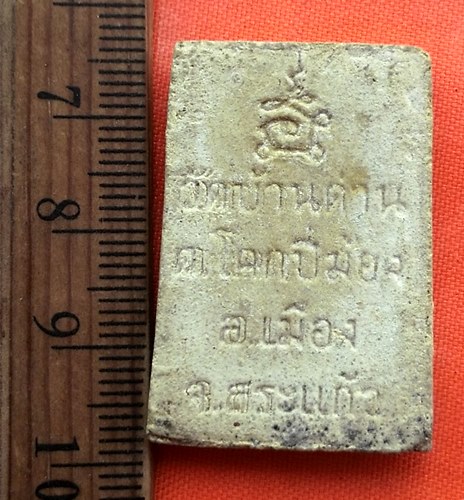 7
8
9
10
วัดบ้านด่าน
ต.โคกปี่ฆ้อง
อ.เมือง
จ.สระแก้ว